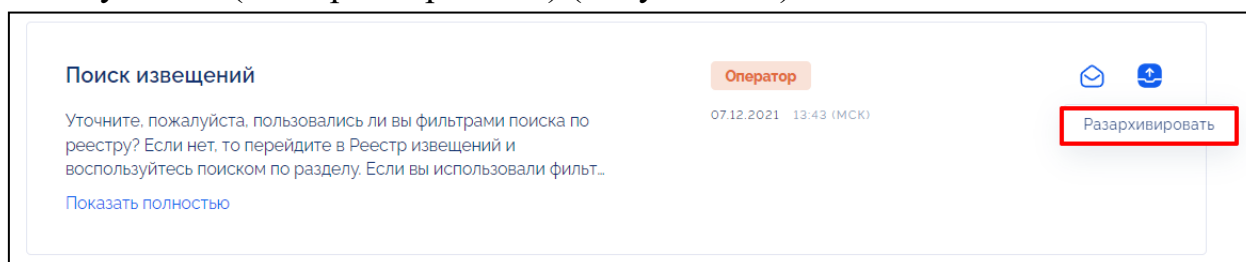 Поиск извещений
Оператор
07.12.2021 13:43 (МСК)
Разархивировать
Уточните, пожалуйста, пользовались ли вы фильтрами поиска по
реестру? Если нет, то перейдите в Реестр извещений и
воспользуйтесь поиском по разделу. Если вы использовали фильт...
Показать полностью